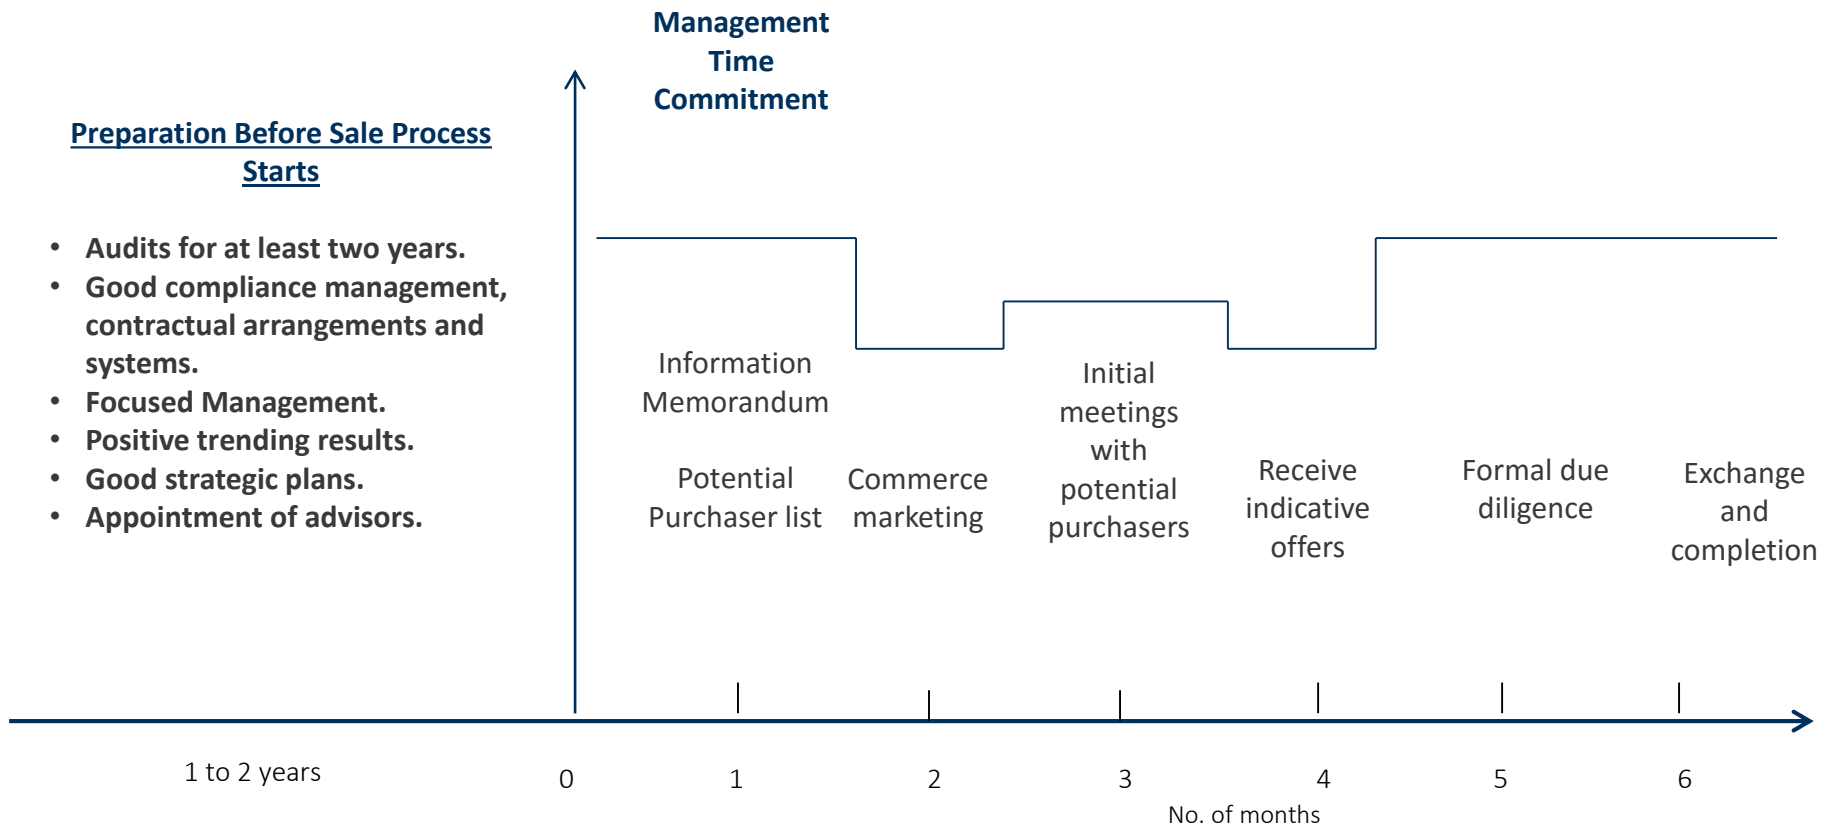 Management
Time
Commitment
Preparation Before Sale Process
Starts
• Audits for at least two years.
• Good compliance management,
contractual arrangements and
systems.
• Focused Management.
• Positive trending results.
• Good strategic plans.
• Appointment of advisors.
Information
Memorandum
Potential
Purchaser list
Commerce
marketing
Initial
meetings
with
potential
purchasers
Receive
indicative
offers
Formal due
diligence
Exchange
and
completion
1 to 2 years
0
1
2
3
4
5
6
No. of months